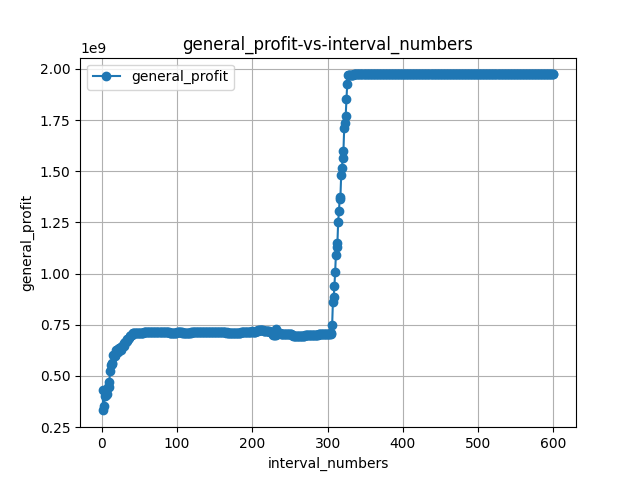 general_profit-vs-interval_numbers
1e9
general_profit
2.00
1.75
1.50
1.25
1.00
0.75
0.50
0.25
general_profit
0 100 200 300 400 500 600
interval_numbers